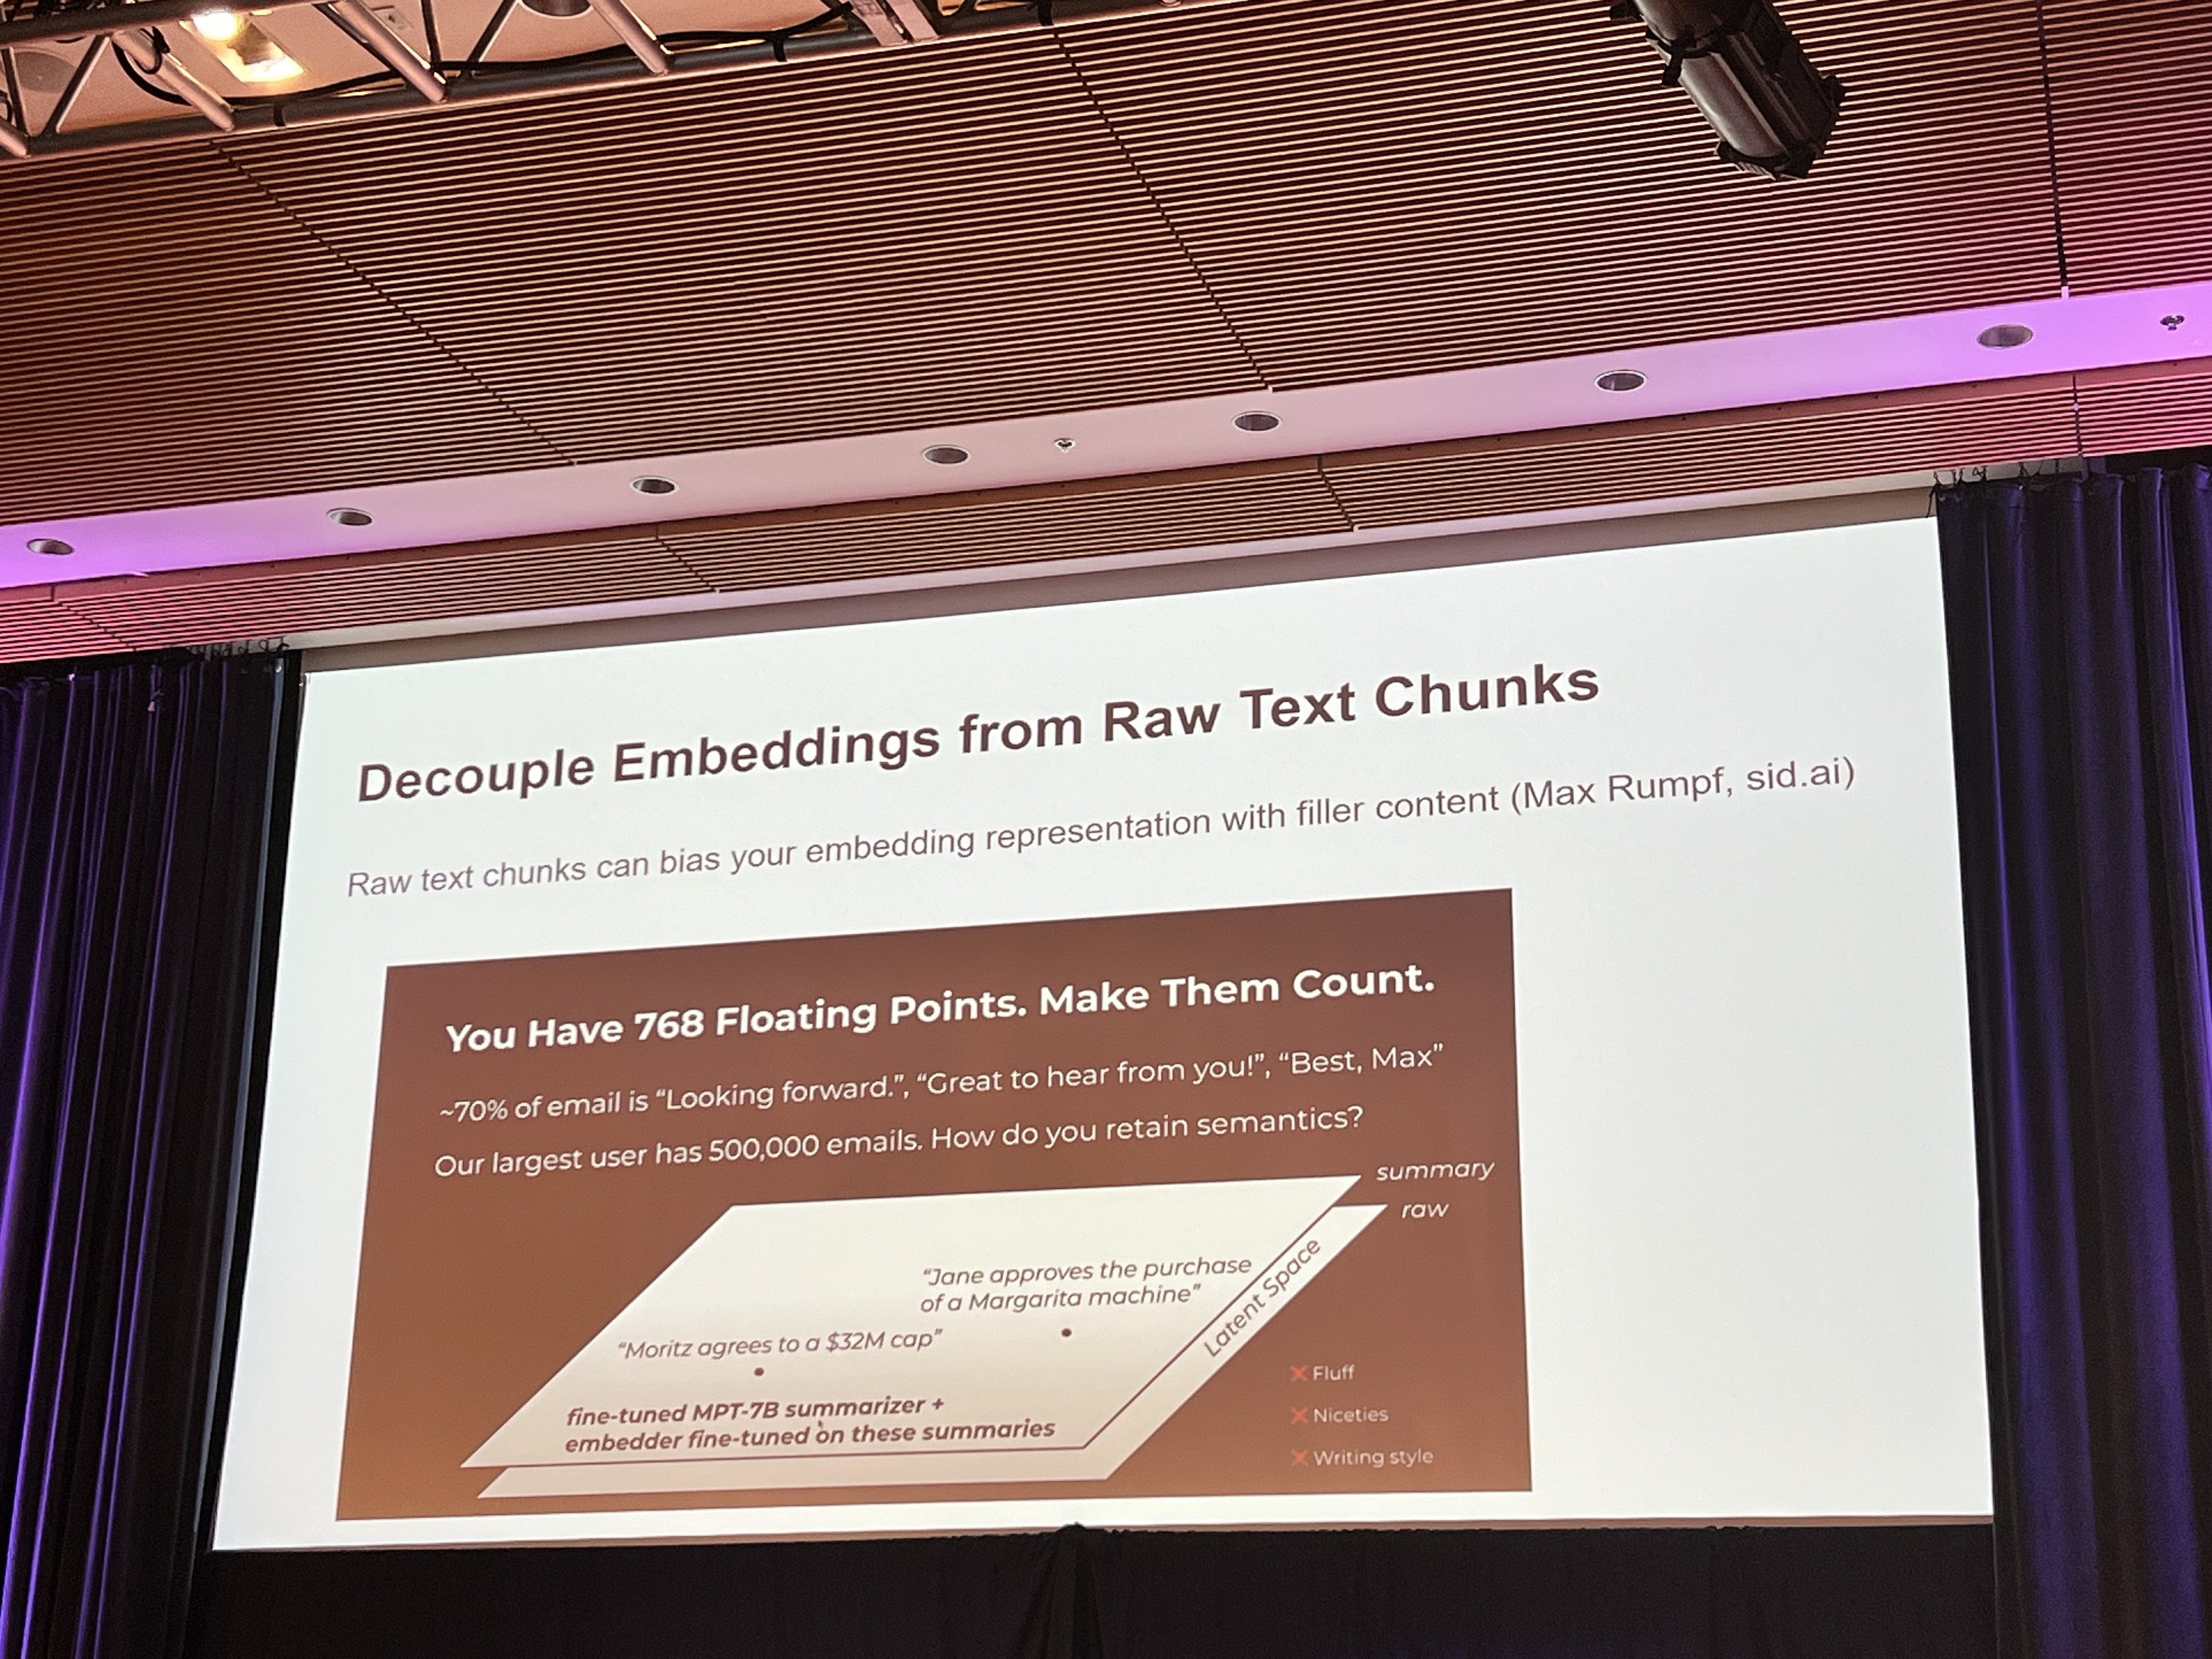 Decouple Embeddings from Raw Text Chunks
Raw text chunks can bias your embedding representation with filler content (Max Rumpf, sid.ai)
You Have 768 Floating Points. Make Them Count.
~70% of email is “Looking forward.”, “Great to hear from you!”, “Best, Max”
Our largest user has 500,000 emails. How do you retain semantics?
summary
raw
“Jane approves the purchase
of a Margarita machine”
Latent Space
“Moritz agrees to a $32M cap”
fine-tuned MPT-7B summarizer +
embedder fine-tuned on these summaries
❌ Fluff
❌ Niceties
❌ Writing style